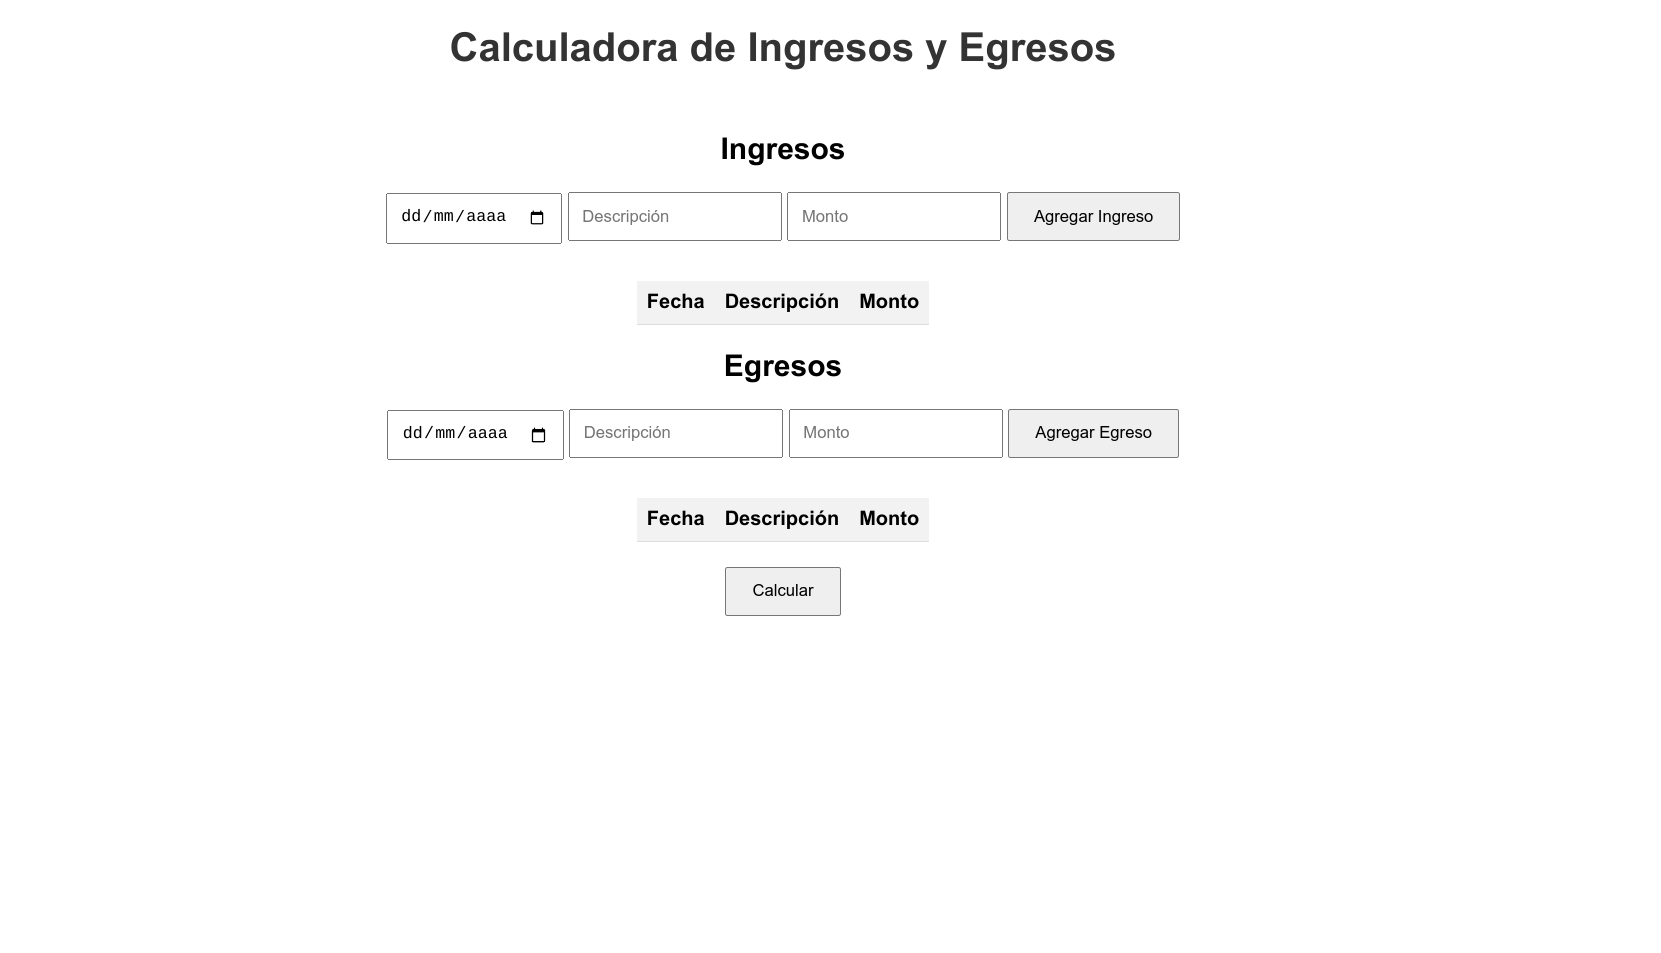 Calculadora de Ingresos y Egresos
Ingresos
dd/mm/aaaa Descripción Monto Agregar Ingreso
Fecha Descripción Monto
Egresos
dd/mm/aaaa Descripción Monto Agregar Egreso
Fecha Descripción Monto
Calcular